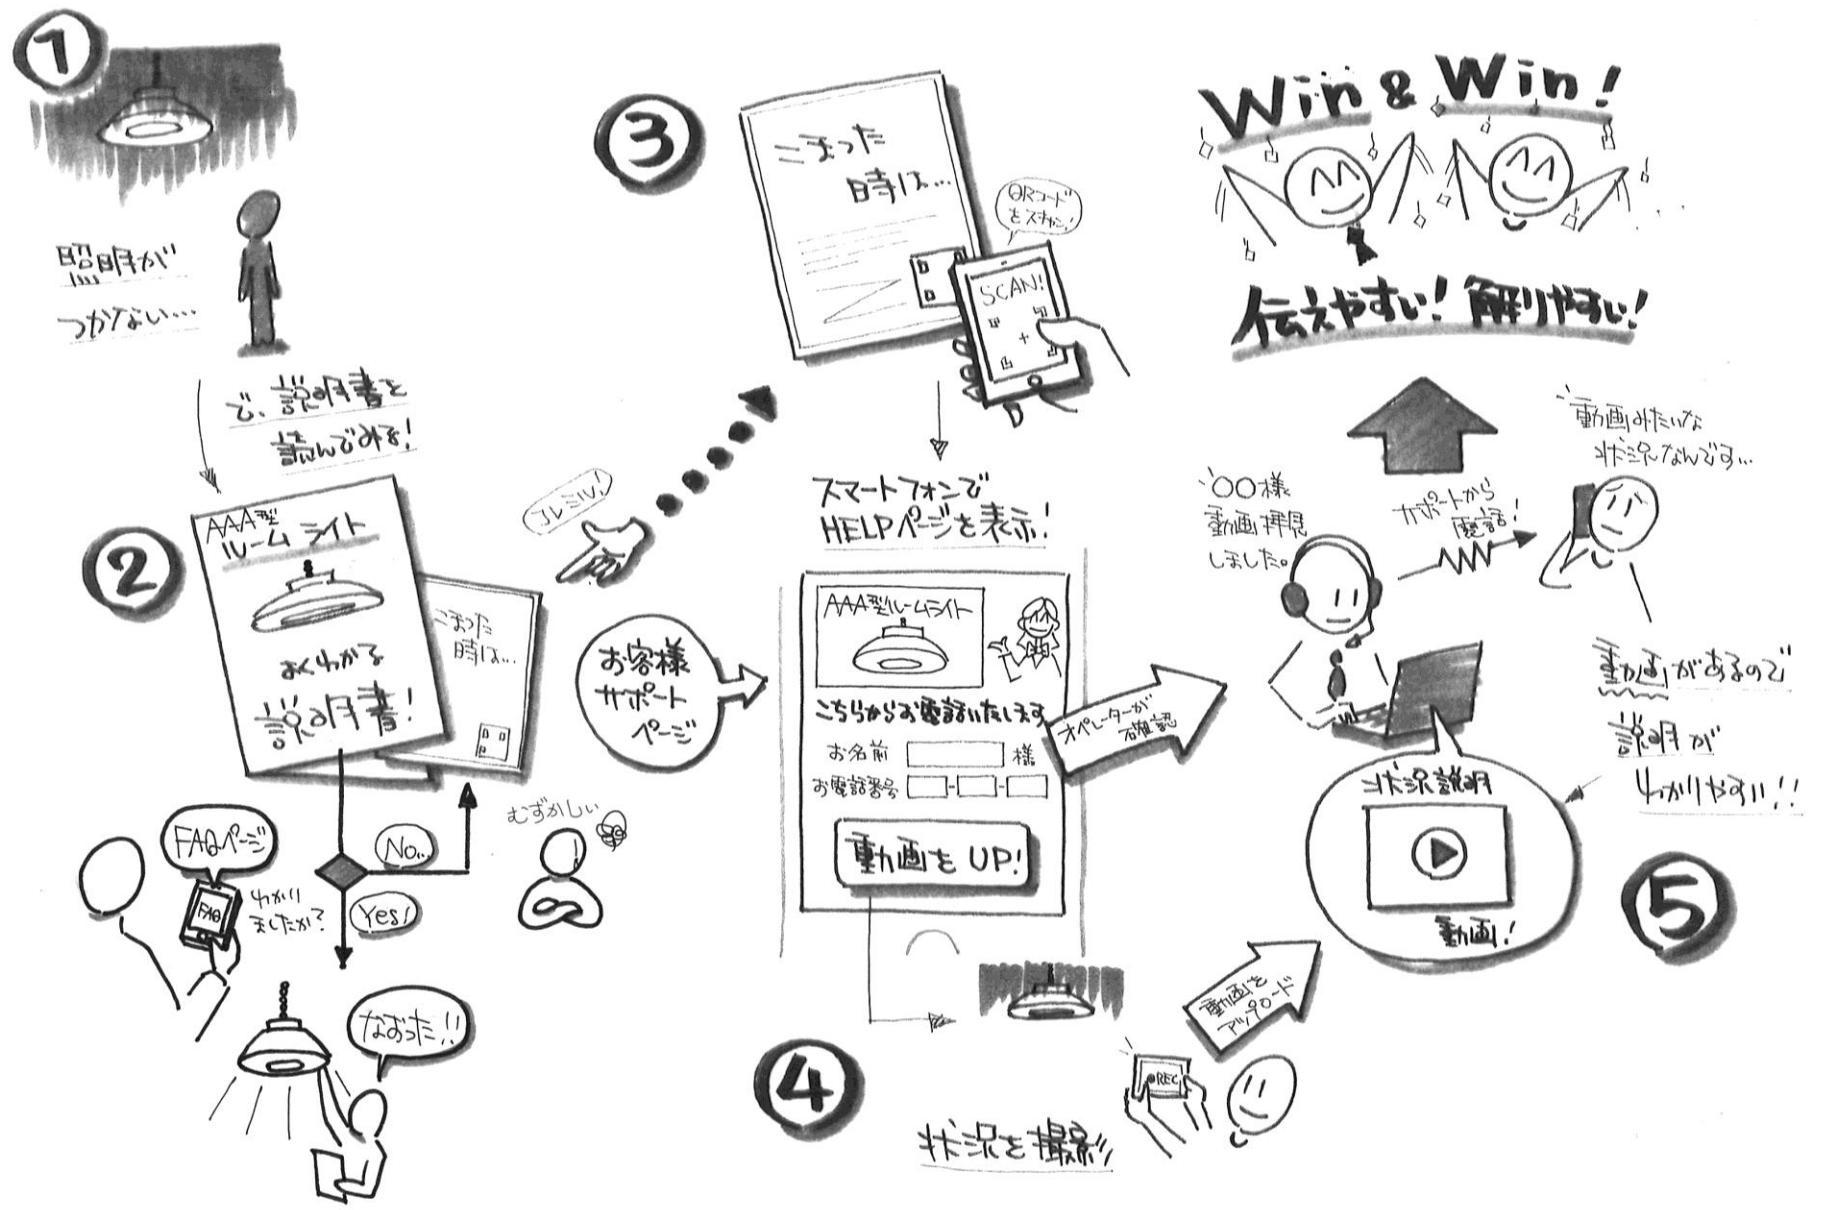 1
照明が
つかない…
で、説明書を
読んでみる!
2
AAA型
ルームライト
よくわかる
説明書!
こまった
時は…
FAQページ
FAQ
わかり
ましたか?
No…
Yes!
むずかしい
なおった!!
コレミル!
3
こまった
時は…
QRコード
をスキャン!
SCAN!
スマートフォンで
HELPページを表示!
お客様
サポート
ページ
AAA型ルームライト
こちらからお電話いたします
お名前 様
お電話番号 - -
動画をUP!
4
状況を撮影
REC
動画を
アップロード
オペレーターが
確認
5
〇〇様
動画拝見
しました。
サポートから
電話!
動画みたいな
状況なんです…
動画があるので
説明が
わかりやすい!!
状況説明
動画!
Win & Win!
伝えやすい! 解りやすい!